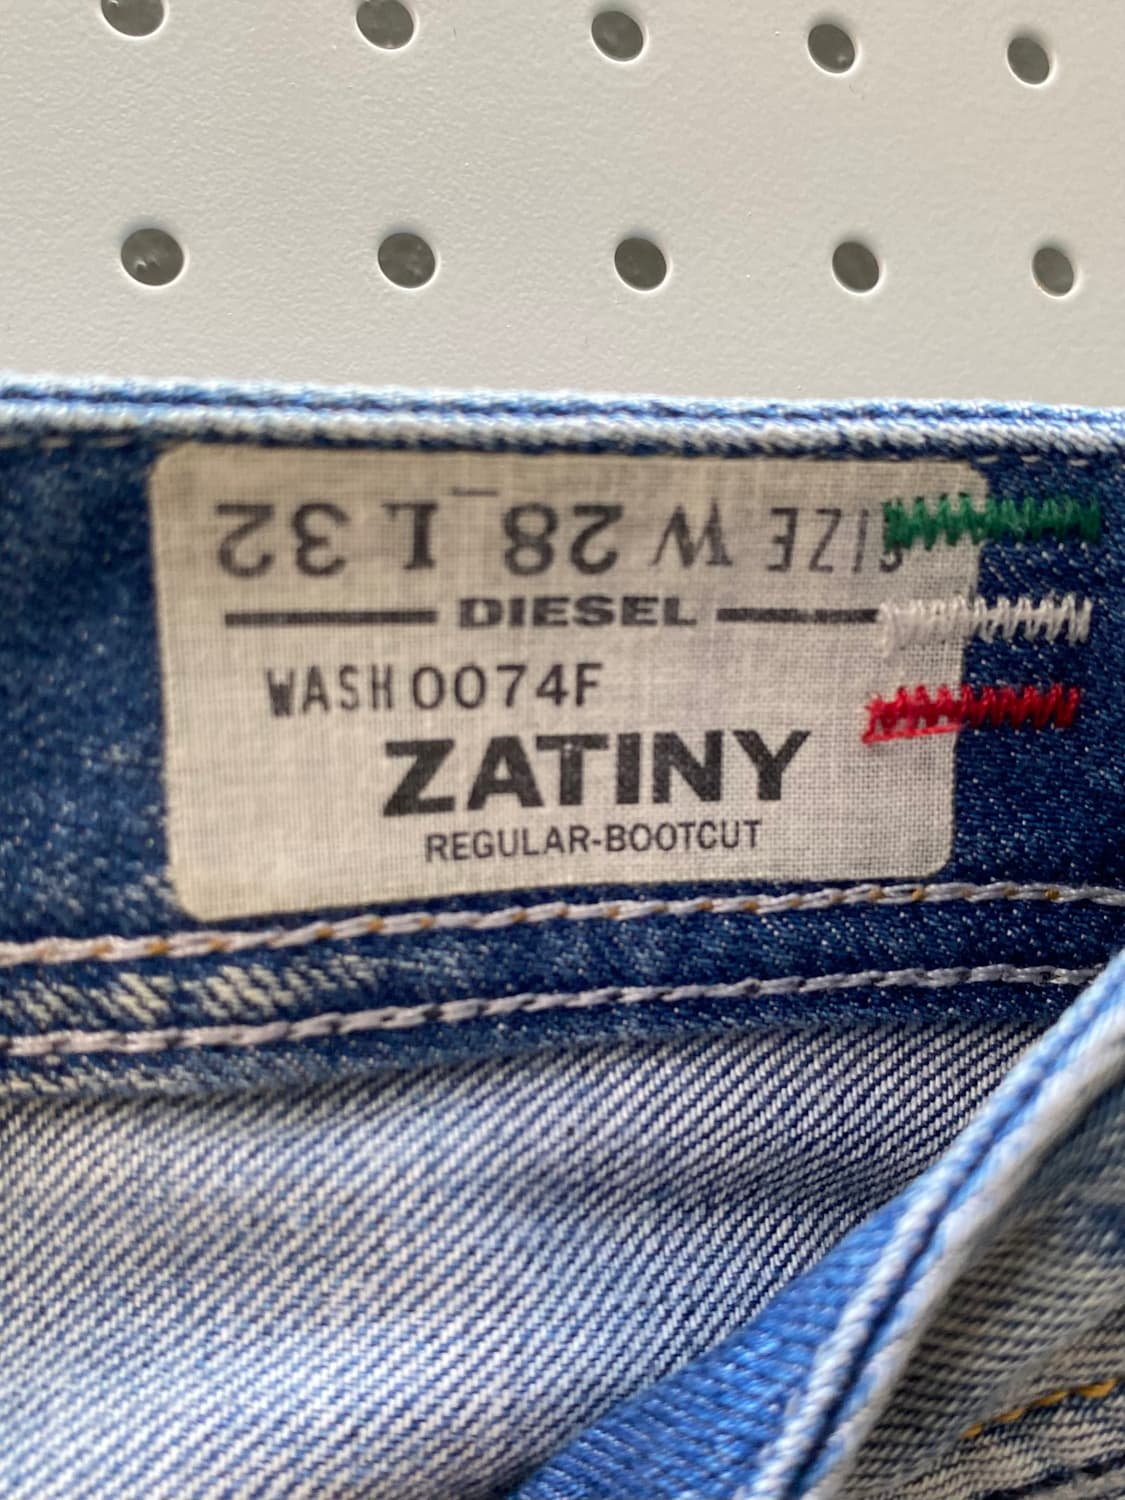 SIZE W 28 L 32
DIESEL
WASH 0074F
ZATINY
REGULAR-BOOTCUT